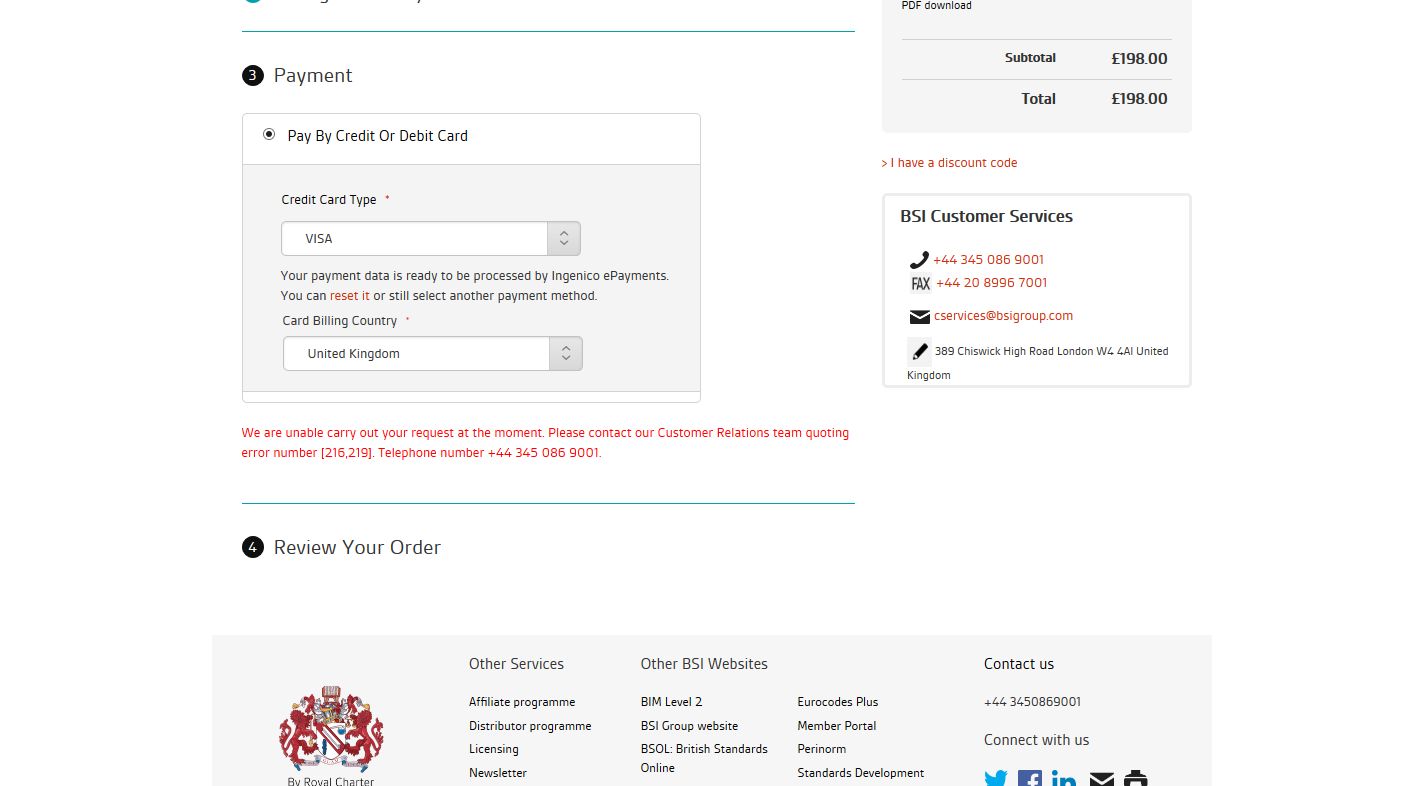 PDF download
Subtotal £198.00
Total £198.00
3 Payment
Pay By Credit Or Debit Card
Credit Card Type *
VISA
Your payment data is ready to be processed by Ingenico ePayments.
You can reset it or still select another payment method.
Card Billing Country *
United Kingdom
We are unable carry out your request at the moment. Please contact our Customer Relations team quoting
error number [216,219]. Telephone number +44 345 086 9001.
4 Review Your Order
> I have a discount code
BSI Customer Services
+44 345 086 9001
FAX +44 20 8996 7001
cservices@bsigroup.com
389 Chiswick High Road London W4 4Al United
Kingdom
Other Services
Affiliate programme
Distributor programme
Licensing
Newsletter
Other BSI Websites
BIM Level 2
BSI Group website
BSOL: British Standards
Online
Eurocodes Plus
Member Portal
Perinorm
Standards Development
Contact us
+44 3450869001
Connect with us
By Royal Charter